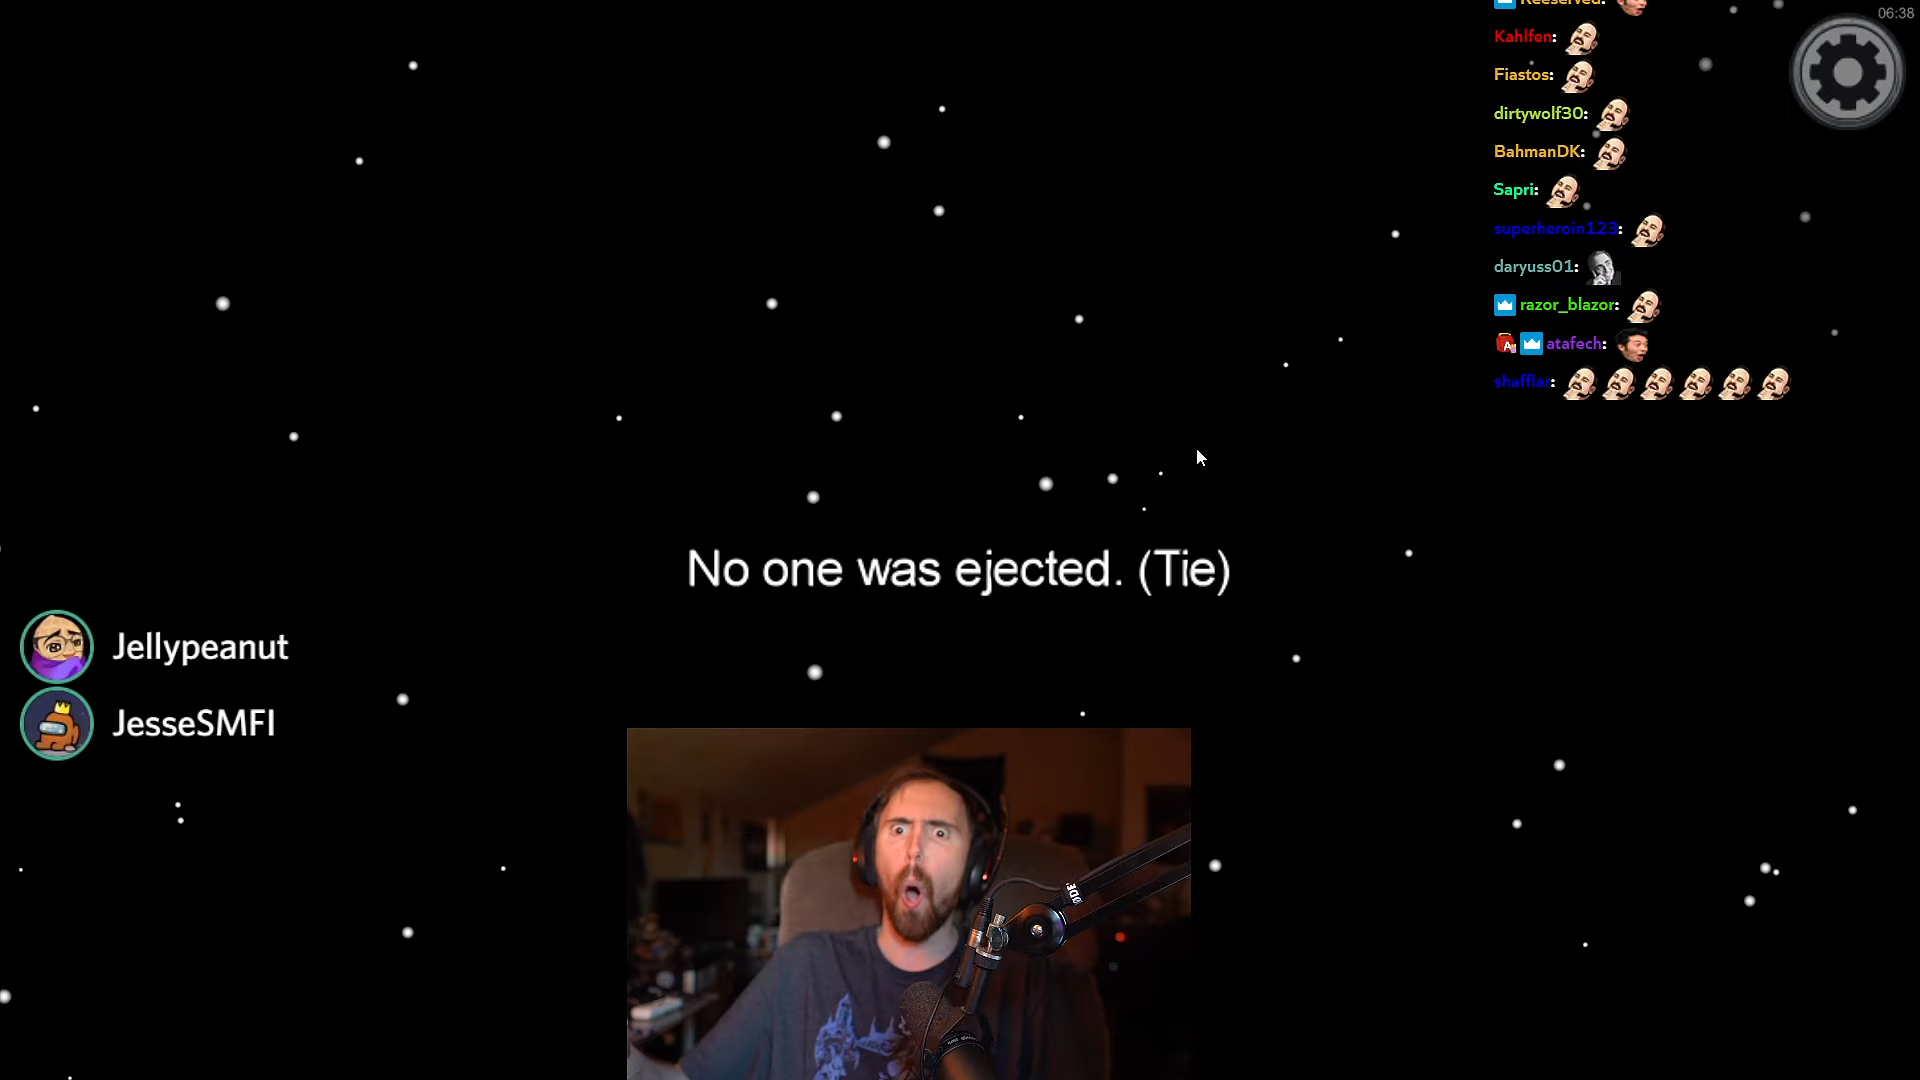 06:38
Reeserved:
Kahlfen:
Fiastos:
dirtywolf30:
BahmanDK:
Sapri:
superheroin123:
daryuss01:
razor_blazor:
A atafech:
shafflar:
No one was ejected. (Tie)
Jellypeanut
JesseSMFI